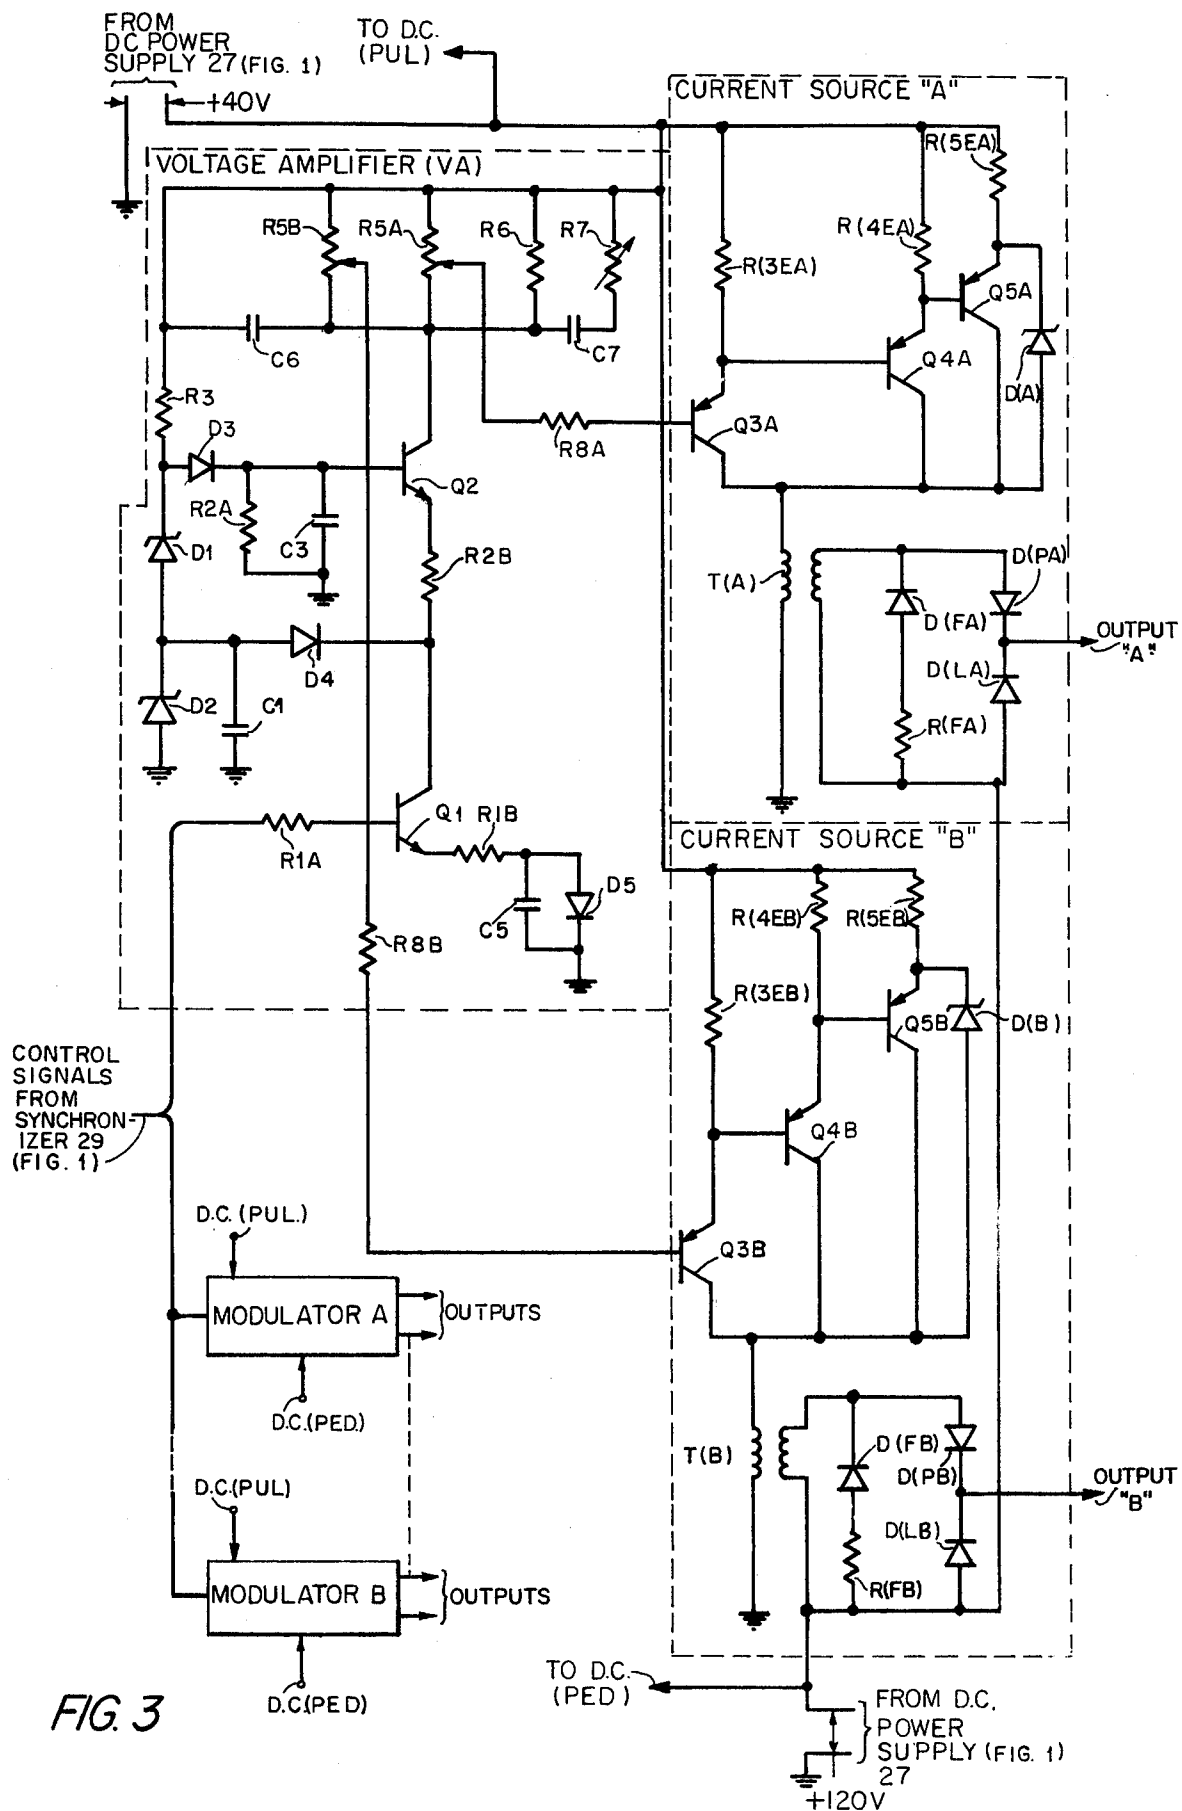 FROM
DC POWER
SUPPLY 27 (FIG. 1)
TO D.C.
(PUL)
+40V
CURRENT SOURCE "A"
VOLTAGE AMPLIFIER (VA)
R(5EA)
R5B
R5A
R6
R7
R(4EA)
R(3EA)
Q5A
C6
C7
Q4A
D(A)
R3
D3
Q3A
R8A
Q2
R2A
C3
D1
R2B
T(A)
D(PA)
D(FA)
OUTPUT
"A"
D4
D(LA)
D2
C1
R(FA)
Q1
R1B
R1A
CURRENT SOURCE "B"
D5
C5
R(4EB)
R(5EB)
R8B
R(3EB)
Q5B
D(B)
CONTROL
SIGNALS
FROM
SYNCHRON-
IZER 29
(FIG. 1)
Q4B
D.C. (PUL.)
Q3B
MODULATOR A
OUTPUTS
D.C.(PED.)
T(B)
D(FB)
D(PB)
OUTPUT
"B"
D.C.(PUL)
D(LB)
MODULATOR B
OUTPUTS
R(FB)
D.C.(PED)
TO D.C.
(PED)
FROM D.C.
POWER
SUPPLY (FIG. 1)
27
+120V
FIG. 3